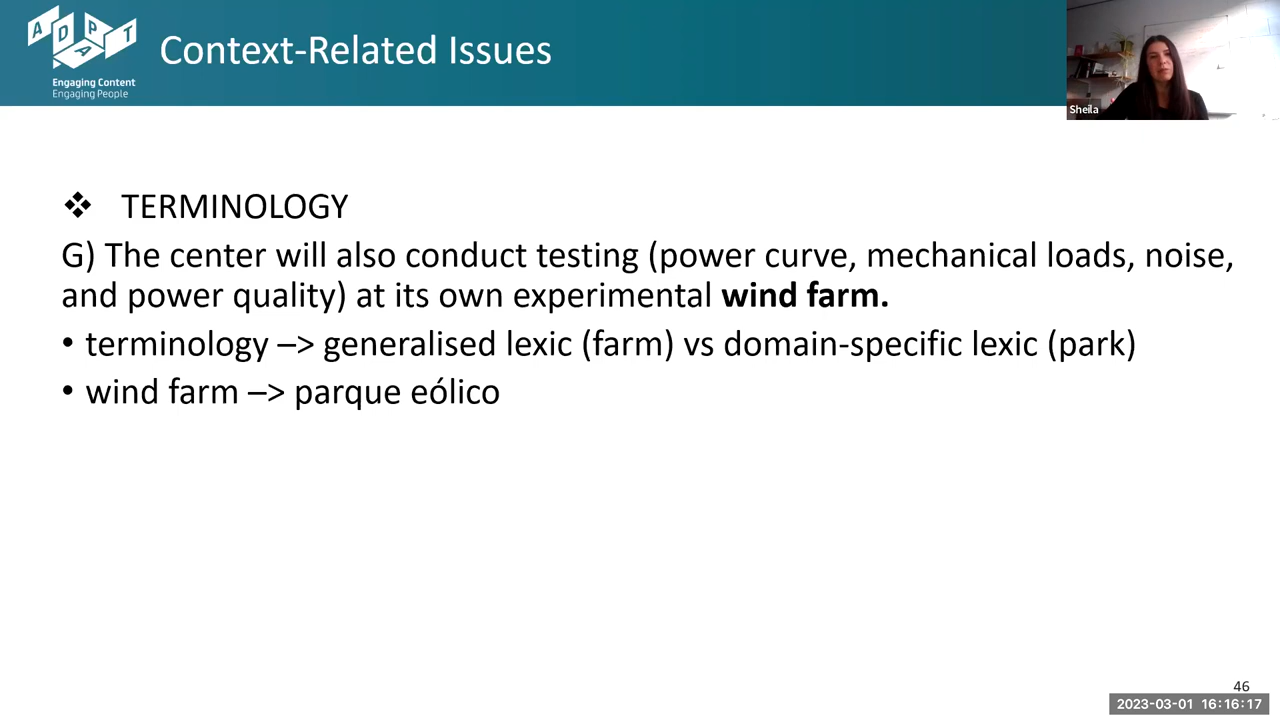 ADAPT
Engaging Content
Engaging People
Context-Related Issues
Sheila
❖ TERMINOLOGY
G) The center will also conduct testing (power curve, mechanical loads, noise,
and power quality) at its own experimental wind farm.
• terminology –> generalised lexic (farm) vs domain-specific lexic (park)
• wind farm –> parque eólico
46
2023-03-01 16:16:17